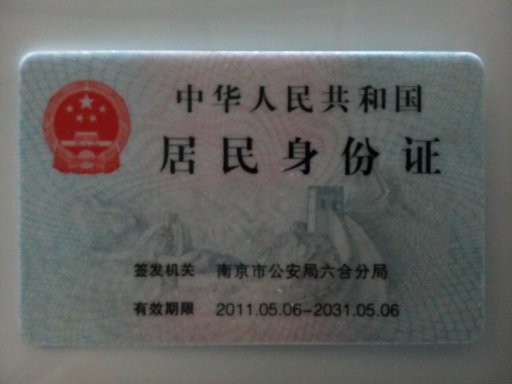 中华人民共和国
居民身份证
签发机关 南京市公安局六合分局
有效期限 2011.05.06-2031.05.06